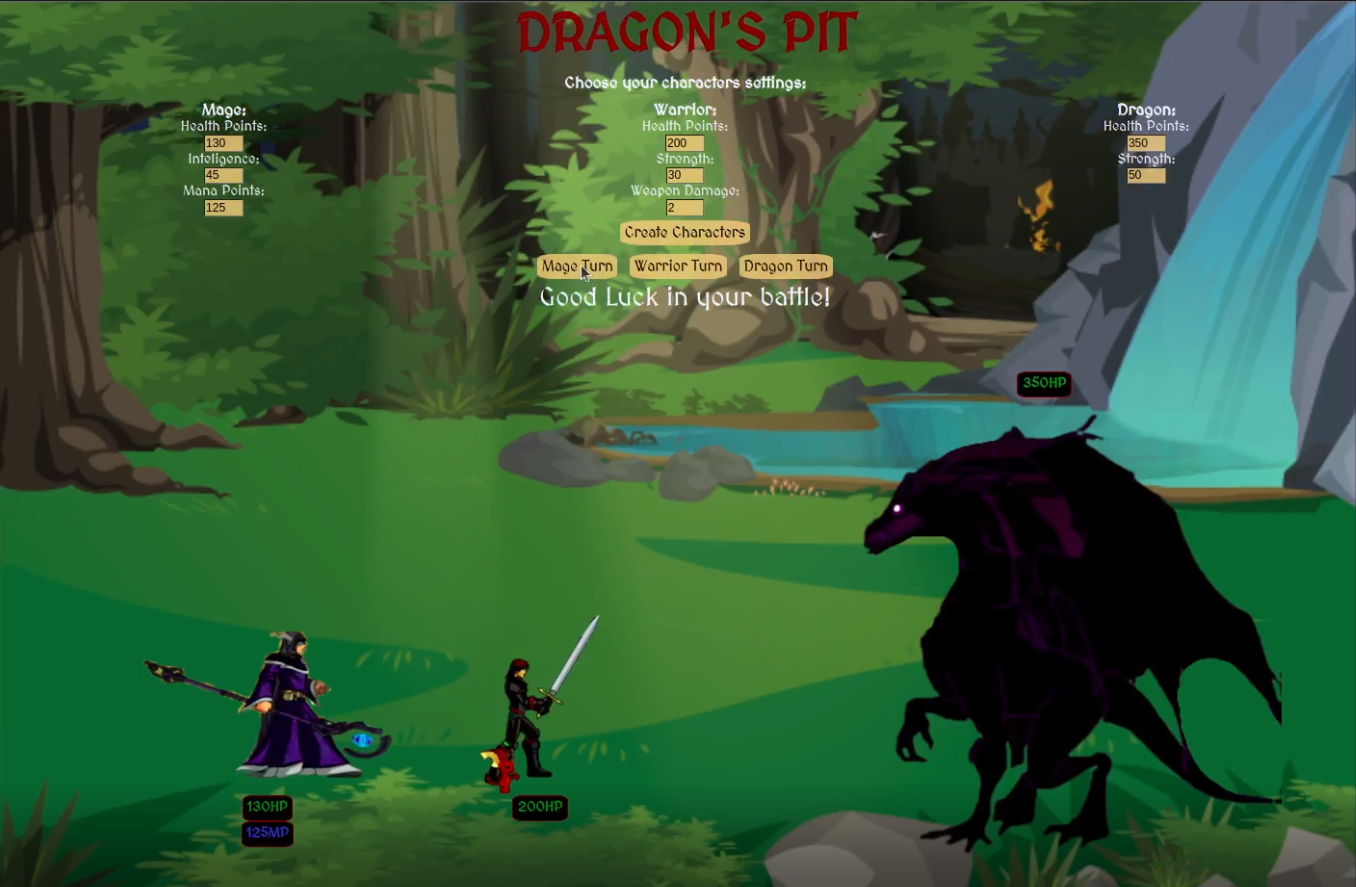 DRAGON'S PIT
Choose your characters settings:
Mage:
Health Points:
130
Inteligence:
45
Mana Points:
125
Warrior:
Health Points:
200
Strength:
30
Weapon Damage:
2
Dragon:
Health Points:
350
Strength:
50
Create Characters
Mage Turn
Warrior Turn
Dragon Turn
Good Luck in your battle!
350HP
130HP
125MP
200HP